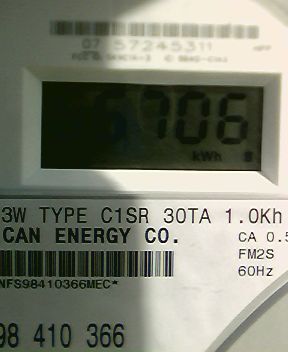 07 57245311
6706
kWh
3W TYPE C1SR 30TA 1.0Kh
CAN ENERGY CO.
CA 0.5
FM2S
60Hz
NFS98410366MEC*
98 410 366